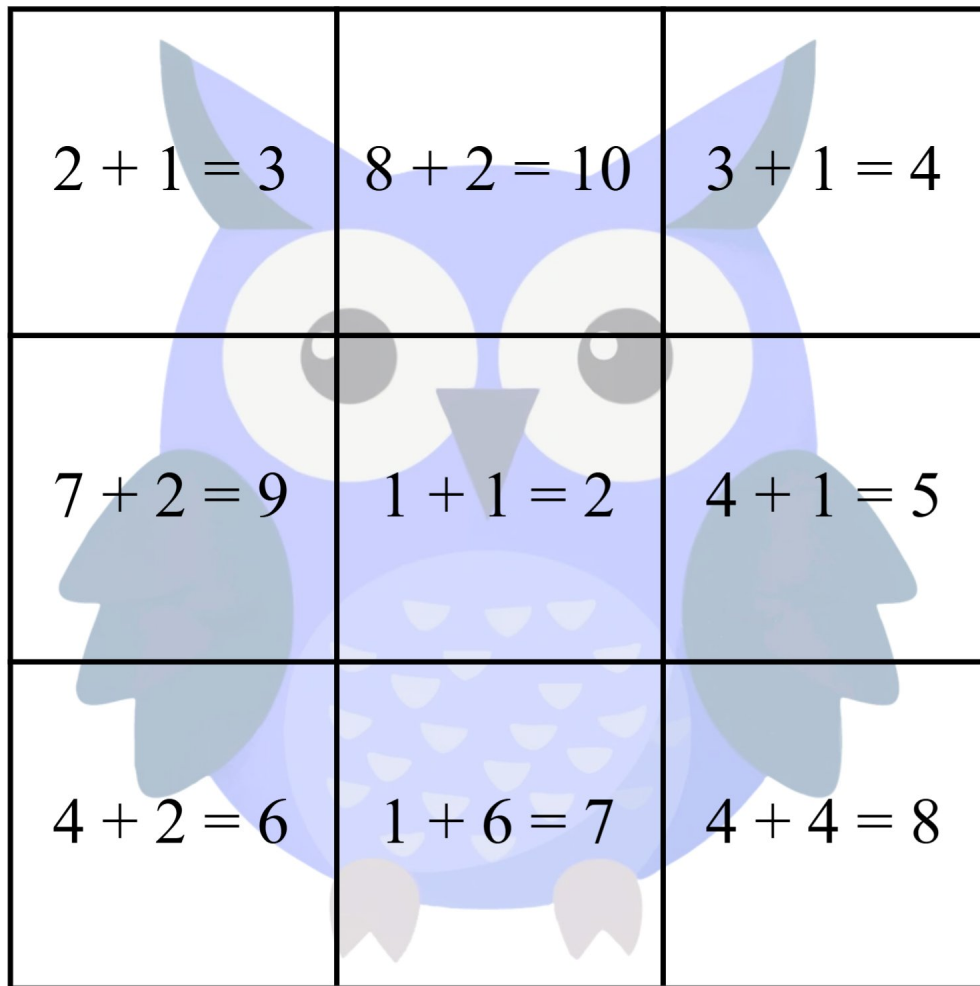 2 + 1 = 3
8 + 2 = 10
3 + 1 = 4
7 + 2 = 9
1 + 1 = 2
4 + 1 = 5
4 + 2 = 6
1 + 6 = 7
4 + 4 = 8